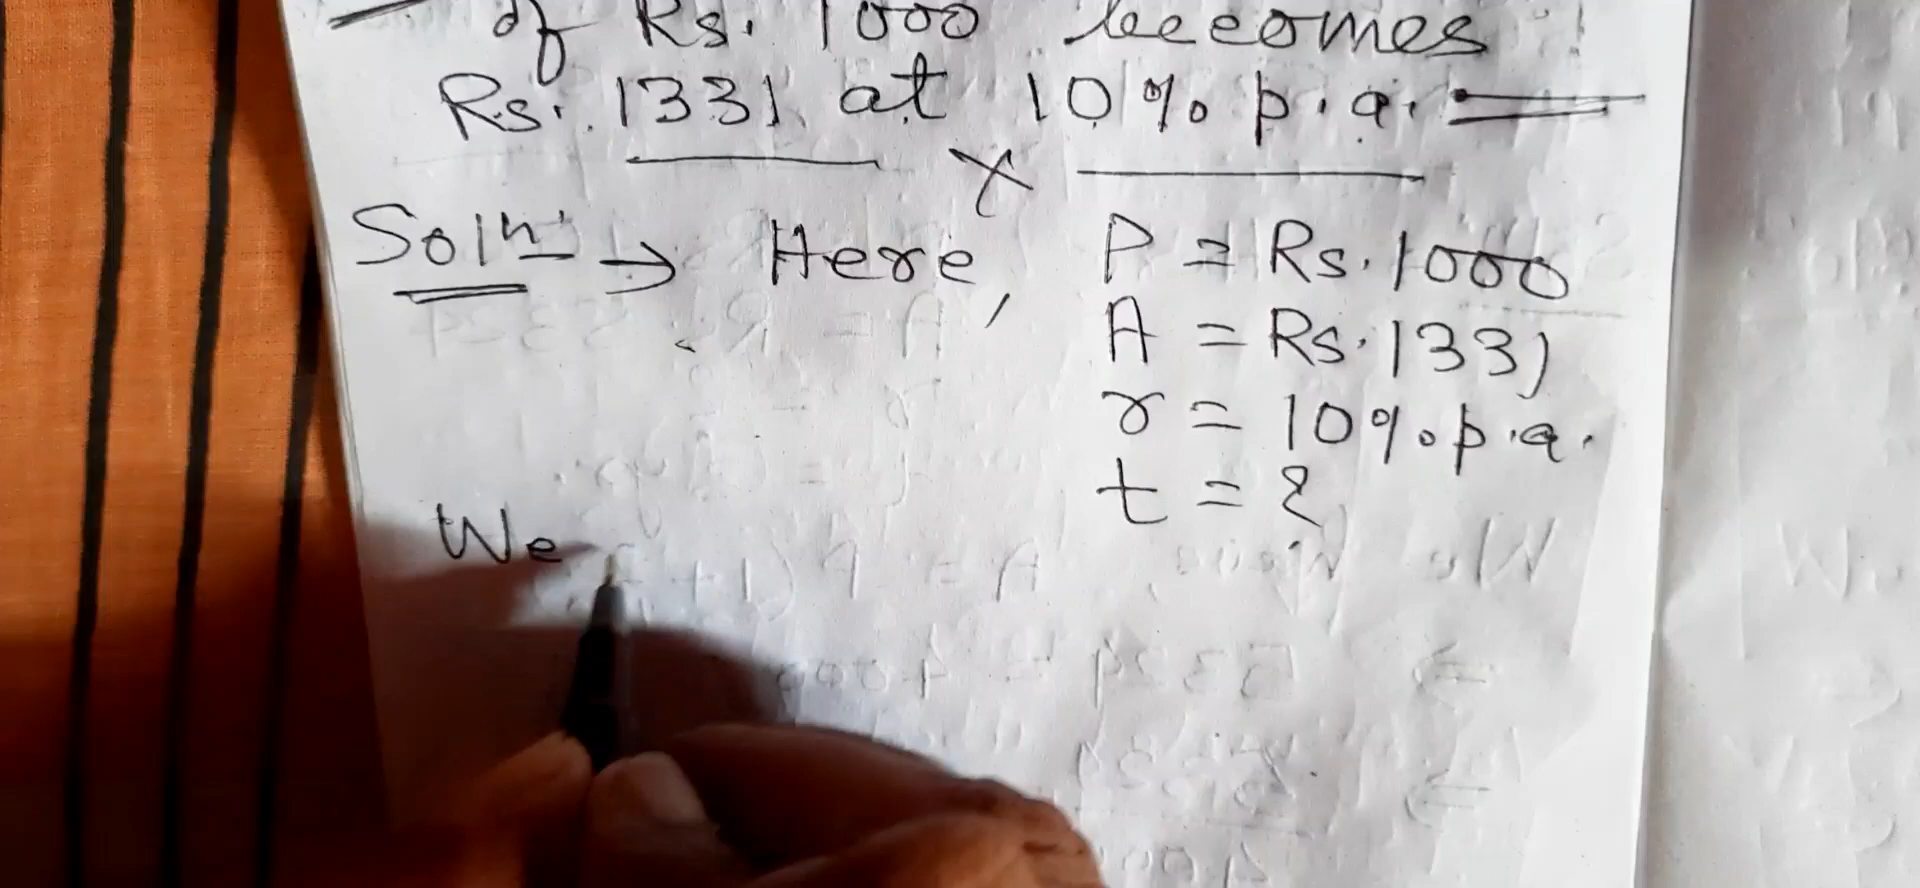 of Rs. 1000 becomes
Rs. 1331 at 10% p.a.
Soln → Here, P = Rs. 1000
A = Rs. 1331
r = 10% p.a.
t = ?
We